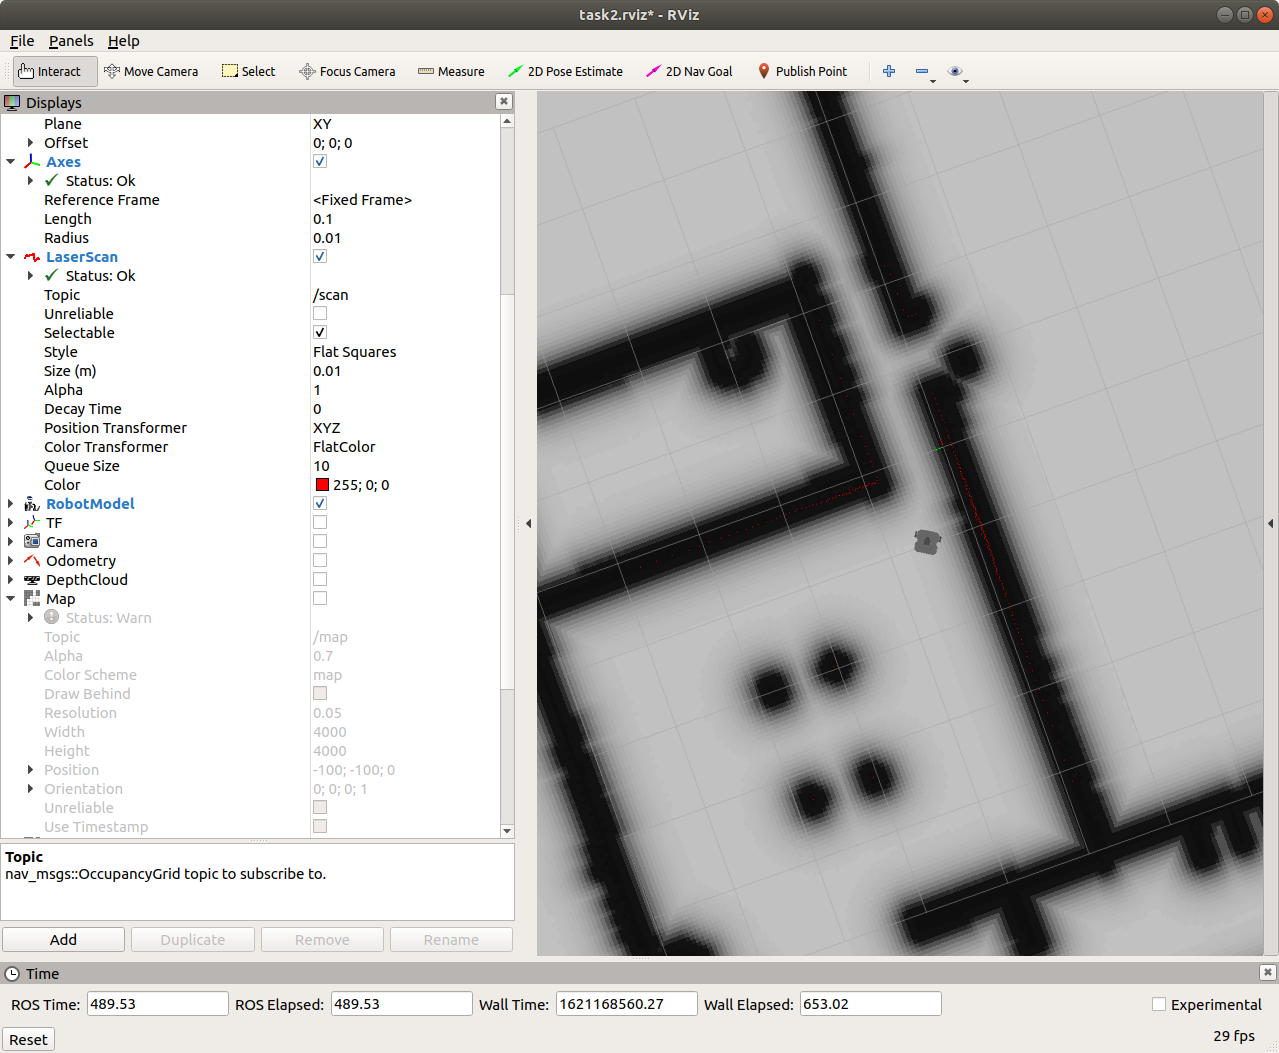 task2.rviz* - RViz
File Panels Help
Interact Move Camera Select Focus Camera Measure 2D Pose Estimate 2D Nav Goal Publish Point
Displays
Plane XY
Offset 0; 0; 0
Axes
Status: Ok
Reference Frame <Fixed Frame>
Length 0.1
Radius 0.01
LaserScan
Status: Ok
Topic /scan
Unreliable
Selectable
Style Flat Squares
Size (m) 0.01
Alpha 1
Decay Time 0
Position Transformer XYZ
Color Transformer FlatColor
Queue Size 10
Color 255; 0; 0
RobotModel
TF
Camera
Odometry
DepthCloud
Map
Status: Warn
Topic /map
Alpha 0.7
Color Scheme map
Draw Behind
Resolution 0.05
Width 4000
Height 4000
Position -100; -100; 0
Orientation 0; 0; 0; 1
Unreliable
Use Timestamp
Topic
nav_msgs::OccupancyGrid topic to subscribe to.
Add Duplicate Remove Rename
Time
ROS Time: 489.53 ROS Elapsed: 489.53 Wall Time: 1621168560.27 Wall Elapsed: 653.02 Experimental
Reset 29 fps